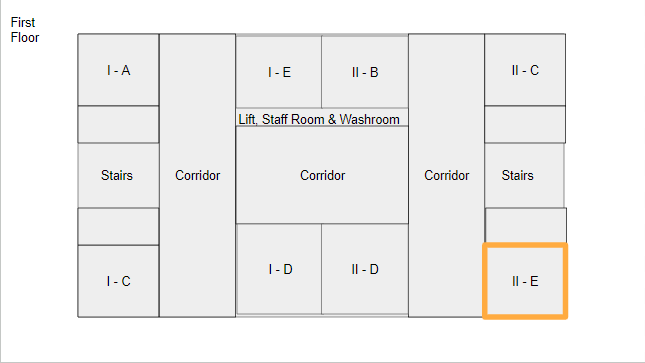 First
Floor
I - A
I - E
II - B
II - C
Lift, Staff Room & Washroom
Stairs
Corridor
Corridor
Corridor
Stairs
I - C
I - D
II - D
II - E